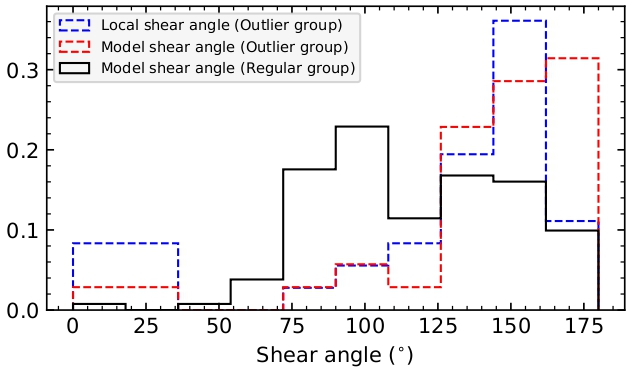 Local shear angle (Outlier group)
Model shear angle (Outlier group)
Model shear angle (Regular group)
0.3
0.2
0.1
0.0
0 25 50 75 100 125 150 175
Shear angle (°)